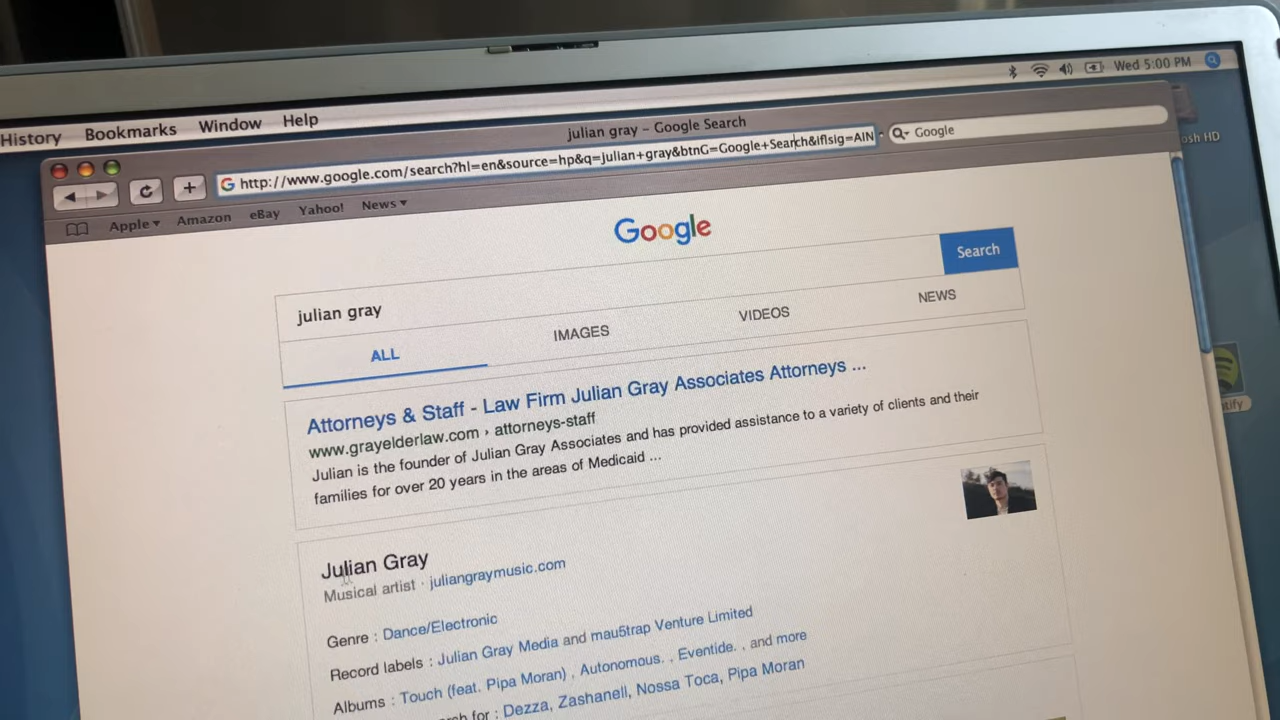 History Bookmarks Window Help
Wed 5:00 PM
julian gray – Google Search
http://www.google.com/search?hl=en&source=hp&q=julian+gray&btnG=Google+Search&iflsig=AIN
Google
osh HD
Apple Amazon eBay Yahoo! News
Google
julian gray
Search
ALL IMAGES VIDEOS NEWS
Attorneys & Staff - Law Firm Julian Gray Associates Attorneys ...
www.grayelderlaw.com › attorneys-staff
Julian is the founder of Julian Gray Associates and has provided assistance to a variety of clients and their
families for over 20 years in the areas of Medicaid ...
tify
Julian Gray
Musical artist · juliangraymusic.com
Genre : Dance/Electronic
Record labels : Julian Gray Media and mau5trap Venture Limited
Albums : Touch (feat. Pipa Moran) , Autonomous. , Eventide. , and more
rch for : Dezza, Zashanell, Nossa Toca, Pipa Moran